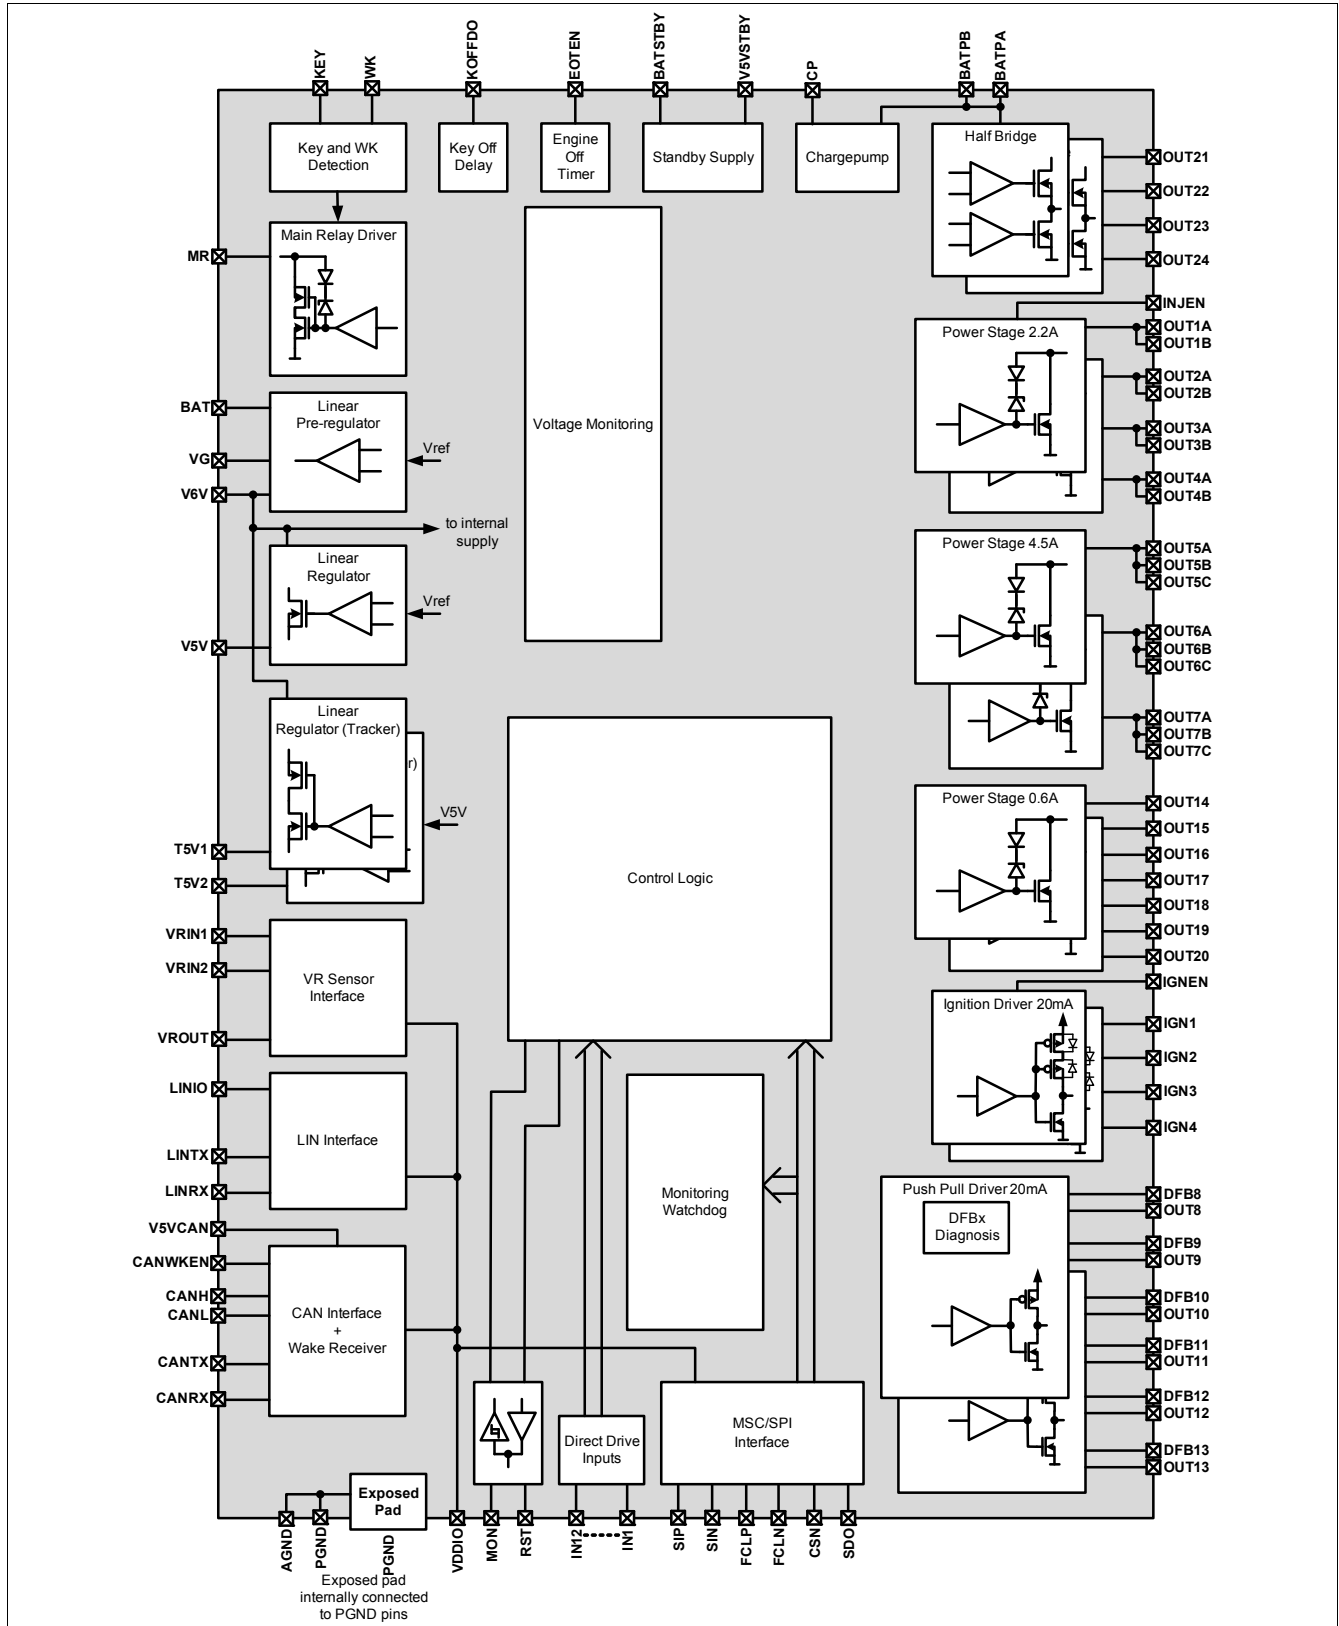 KEY
WK
KOFFDO
EOTEN
BATSTBY
V5VSTBY
CP
BATPB
BATPA
Key and WK
Detection
Key Off
Delay
Engine
Off
Timer
Standby Supply
Chargepump
Half Bridge
OUT21
OUT22
OUT23
OUT24
MR
Main Relay Driver
INJEN
Power Stage 2.2A
OUT1A
OUT1B
OUT2A
OUT2B
OUT3A
OUT3B
OUT4A
OUT4B
BAT
VG
V6V
Linear
Pre-regulator
Vref
to internal
supply
Voltage Monitoring
Linear
Regulator
Vref
V5V
Power Stage 4.5A
OUT5A
OUT5B
OUT5C
OUT6A
OUT6B
OUT6C
OUT7A
OUT7B
OUT7C
Linear
Regulator (Tracker)
r)
V5V
T5V1
T5V2
Control Logic
Power Stage 0.6A
OUT14
OUT15
OUT16
OUT17
OUT18
OUT19
OUT20
VRIN1
VRIN2
VROUT
VR Sensor
Interface
IGNEN
Ignition Driver 20mA
IGN1
IGN2
IGN3
IGN4
LINIO
LINTX
LINRX
LIN Interface
Monitoring
Watchdog
Push Pull Driver 20mA
DFBx
Diagnosis
DFB8
OUT8
DFB9
OUT9
DFB10
OUT10
DFB11
OUT11
DFB12
OUT12
DFB13
OUT13
V5VCAN
CANWKEN
CANH
CANL
CANTX
CANRX
CAN Interface
+
Wake Receiver
Direct Drive
Inputs
MSC/SPI
Interface
Exposed
Pad
AGND
PGND
PGND
VDDIO
MON
RST
IN12
IN1
SIP
SIN
FCLP
FCLN
CSN
SDO
Exposed pad
internally connected
to PGND pins